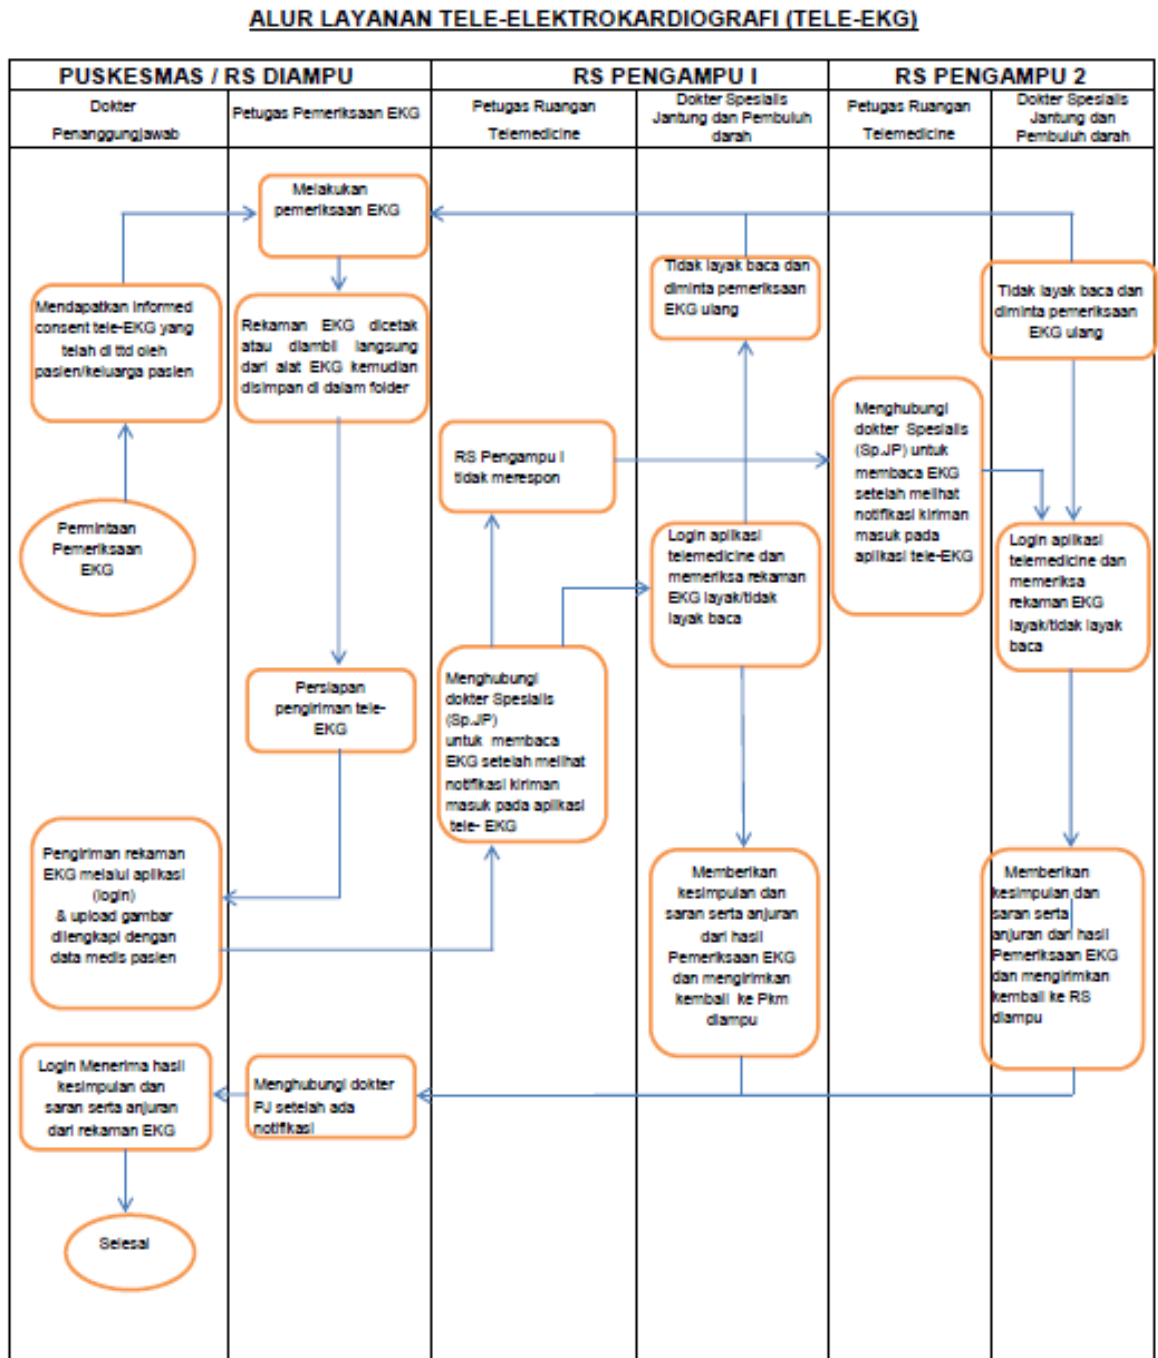 ALUR LAYANAN TELE-ELEKTROKARDIOGRAFI (TELE-EKG)
PUSKESMAS / RS DIAMPU
RS PENGAMPU I
RS PENGAMPU 2
Dokter
Penanggungjawab
Petugas Pemeriksaan EKG
Petugas Ruangan
Telemedicine
Dokter Spesialis
Jantung dan Pembuluh
darah
Petugas Ruangan
Telemedicine
Dokter Spesialis
Jantung dan
Pembuluh darah
Melakukan
pemeriksaan EKG
Mendapatkan informed
consent tele-EKG yang
telah di ttd oleh
pasien/keluarga pasien
Rekaman EKG dicetak
atau diambil langsung
dari alat EKG kemudian
disimpan di dalam folder
Tidak layak baca dan
diminta pemeriksaan
EKG ulang
Tidak layak baca dan
diminta pemeriksaan
EKG ulang
Permintaan
Pemeriksaan
EKG
RS Pengampu I
tidak merespon
Menghubungi
dokter Spesialis
(Sp.JP) untuk
membaca EKG
setelah melihat
notifikasi kiriman
masuk pada
aplikasi tele-EKG
Login aplikasi
telemedicine dan
memeriksa rekaman
EKG layak/tidak
layak baca
Login aplikasi
telemedicine dan
memeriksa
rekaman EKG
layak/tidak layak
baca
Persiapan
pengiriman tele-
EKG
Menghubungi
dokter Spesialis
(Sp.JP)
untuk membaca
EKG setelah melihat
notifikasi kiriman
masuk pada aplikasi
tele- EKG
Pengiriman rekaman
EKG melalui aplikasi
(login)
& upload gambar
dilengkapi dengan
data medis pasien
Memberikan
kesimpulan dan
saran serta anjuran
dari hasil
Pemeriksaan EKG
dan mengirimkan
kembali ke Pkm
diampu
Memberikan
kesimpulan dan
saran serta
anjuran dari hasil
Pemeriksaan EKG
dan mengirimkan
kembali ke RS
diampu
Login Menerima hasil
kesimpulan dan
saran serta anjuran
dari rekaman EKG
Menghubungi dokter
PJ setelah ada
notifikasi
Selesai